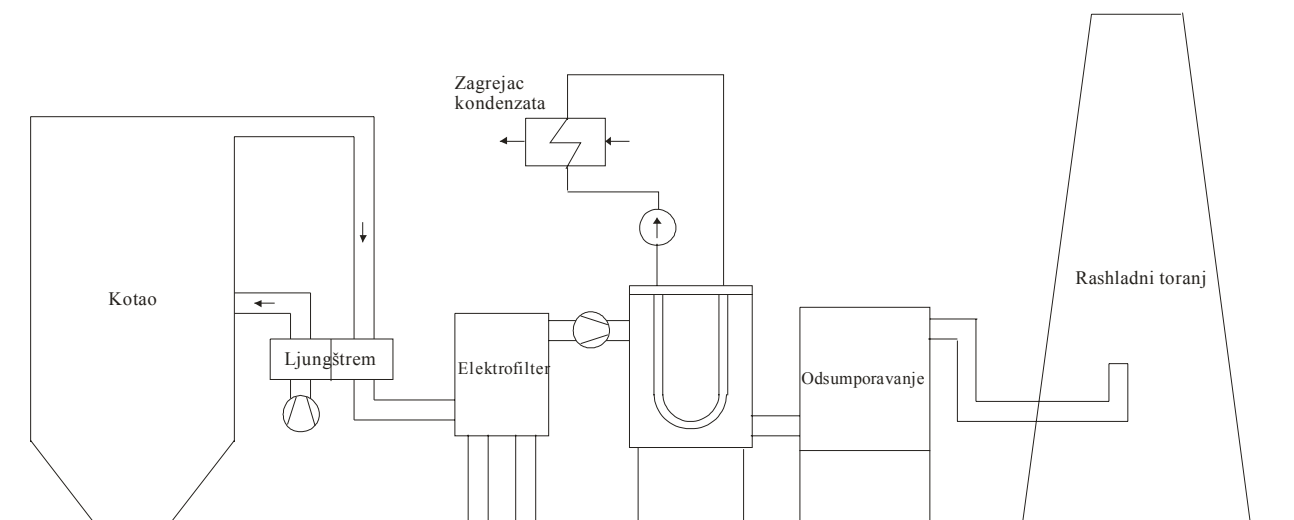 Zagrejac
kondenzata
Kotao
Rashladni toranj
Ljungštrem
Elektrofilter
Odsumporavanje